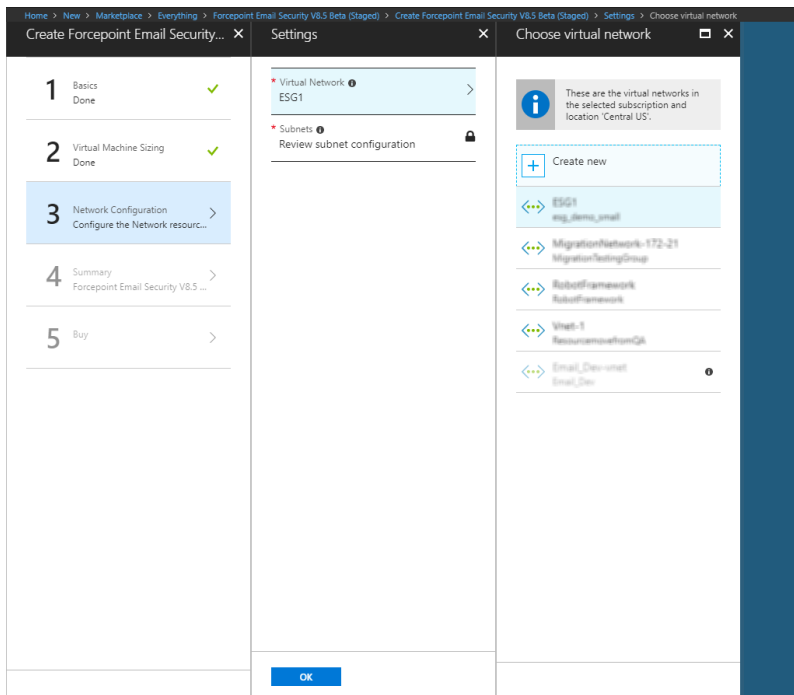 Home > New > Marketplace > Everything > Forcepoint Email Security V8.5 Beta (Staged) > Create Forcepoint Email Security V8.5 Beta (Staged) > Settings > Choose virtual network
Create Forcepoint Email Security...
1
Basics
Done
2
Virtual Machine Sizing
Done
3
Network Configuration
Configure the Network resourc...
4
Summary
Forcepoint Email Security V8.5 ...
5
Buy
Settings
* Virtual Network
ESG1
* Subnets
Review subnet configuration
OK
Choose virtual network
These are the virtual networks in
the selected subscription and
location 'Central US'.
Create new
ESG1
esg_demo_small
MigrationNetwork-172-21
MigrationTestingGroup
RobotFramework
RobotFramework
Vnet-1
ResourcemovefromQA
Email_Dev-vnet
Email_Dev